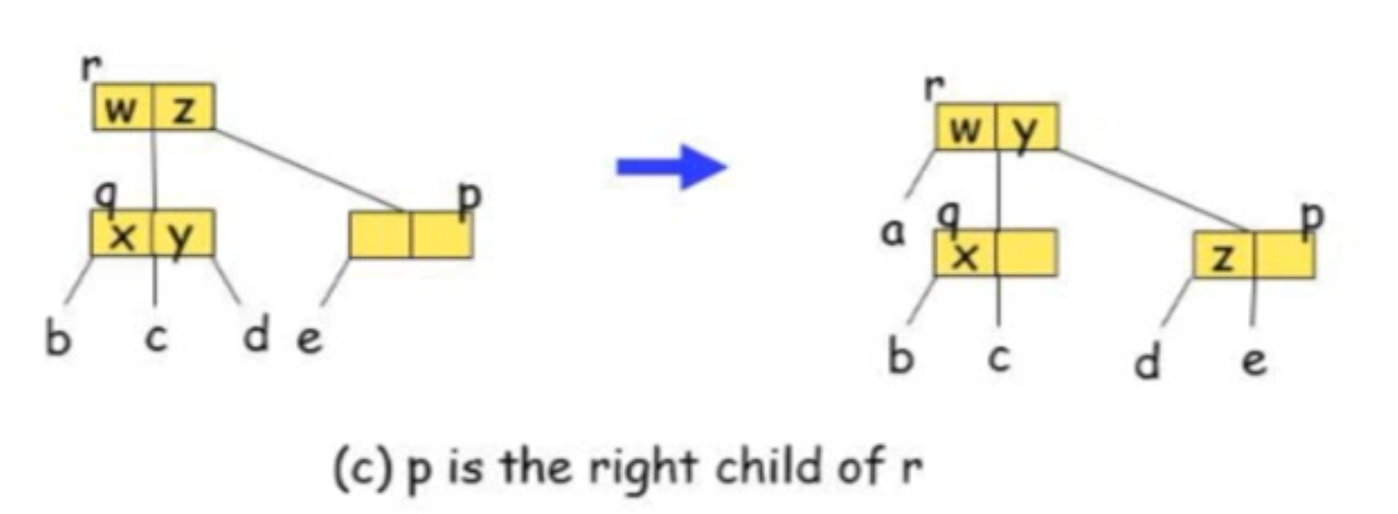 r
w z
r
w y
q
x y
p
a
q
x
p
z
b c d e
b c
d e
(c) p is the right child of r